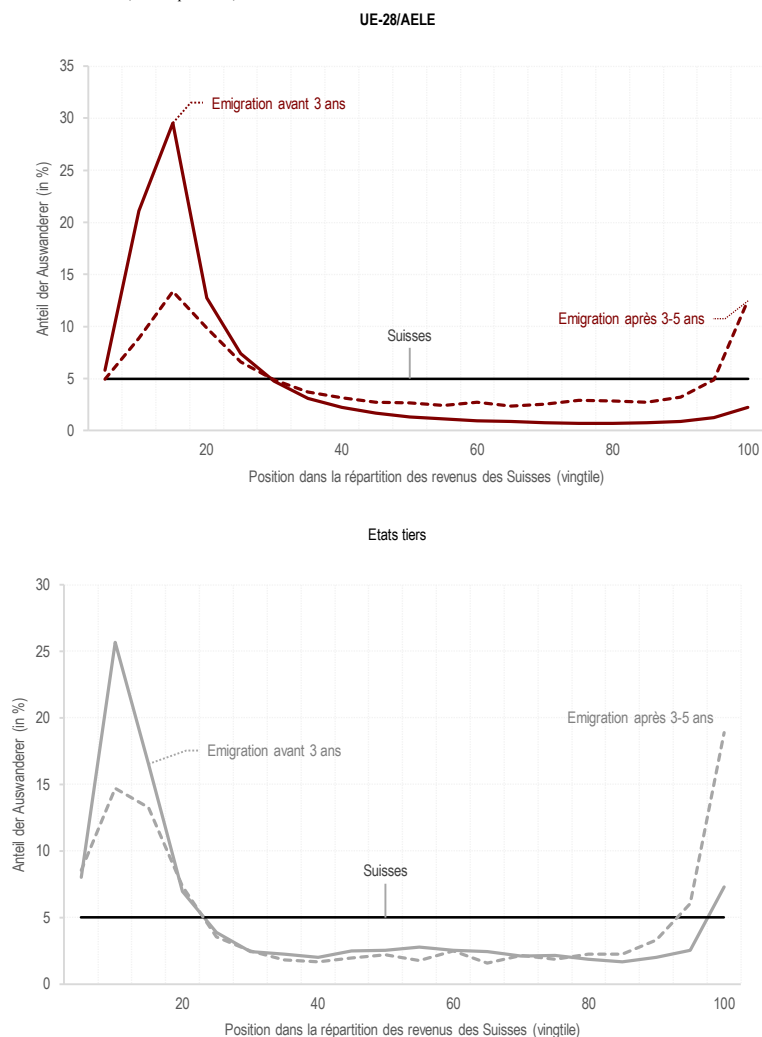 UE-28/AELE
35
30
25
20
15
10
5
0
Anteil der Auswanderer (in %)
Emigration avant 3 ans
Suisses
Emigration après 3-5 ans
20
40
60
80
100
Position dans la répartition des revenus des Suisses (vingtile)
Etats tiers
30
25
20
15
10
5
0
Anteil der Auswanderer (in %)
Emigration après 3-5 ans
Emigration avant 3 ans
Suisses
20
40
60
80
100
Position dans la répartition des revenus des Suisses (vingtile)